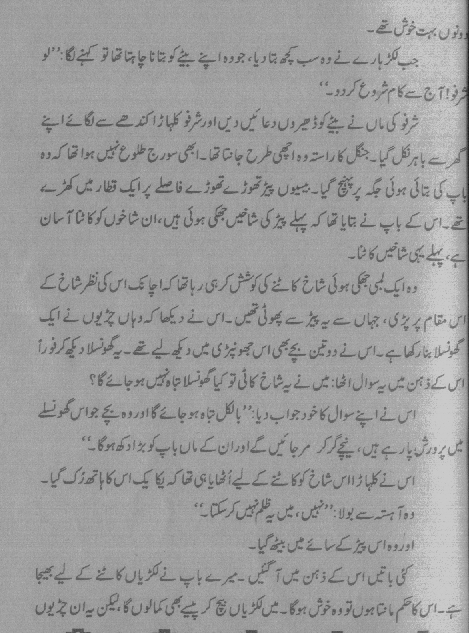 دونوں بہت خوش تھے۔
جب لکڑہارے نے وہ سب کچھ بتا دیا، جو وہ اپنے بیٹے کو بتانا چاہتا تھا تو کہنے لگا: ’’لو
شرفو! آج سے کام شروع کر دو۔‘‘
شرفو کی ماں نے بیٹے کو ڈھیروں دعائیں دیں اور شرفو کلہاڑا کندھے سے لگائے اپنے
گھر سے باہر نکل گیا۔ جنگل کا راستہ وہ اچھی طرح جانتا تھا۔ ابھی سورج طلوع نہیں ہوا تھا کہ وہ
باپ کی بتائی ہوئی جگہ پر پہنچ گیا۔ بیسیوں پیڑ تھوڑے تھوڑے فاصلے پر ایک قطار میں کھڑے
تھے۔ اس کے باپ نے بتایا تھا کہ پہلے پیڑ کی شاخیں جھکی ہوئی ہیں، ان شاخوں کو کاٹنا آسان
ہے، پہلے یہی شاخیں کاٹنا۔
وہ ایک لمبی جھکی ہوئی شاخ کاٹنے کی کوشش کر ہی رہا تھا کہ اچانک اس کی نظر شاخ کے
اس مقام پر پڑی، جہاں سے یہ پیڑ سے پھوٹی تھیں۔ اس نے دیکھا کہ وہاں چڑیوں نے ایک
گھونسلا بنا رکھا ہے۔ اس نے دو تین بچے بھی اس جھونپڑی میں دیکھ لیے تھے۔ یہ گھونسلا دیکھ کر فوراً
اس کے ذہن میں یہ سوال اٹھا: میں نے یہ شاخ کاٹی تو کیا گھونسلا تباہ نہیں ہو جائے گا؟
اس نے اپنے سوال کا خود جواب دیا: ’’بالکل تباہ ہو جائے گا اور وہ بچے جو اس گھونسلے
میں پرورش پا رہے ہیں، نیچے گر کر مر جائیں گے اور ان کے ماں باپ کو بڑا دکھ ہوگا۔‘‘
اس نے کلہاڑا اس شاخ کو کاٹنے کے لیے اُٹھایا ہی تھا کہ یکایک اس کا ہاتھ رُک گیا۔
وہ آہستہ سے بولا: ’’نہیں، میں یہ ظلم نہیں کر سکتا۔‘‘
اور وہ اس پیڑ کے سائے میں بیٹھ گیا۔
کئی باتیں اس کے ذہن میں آ گئیں۔ میرے باپ نے لکڑیاں کاٹنے کے لیے بھیجا
ہے۔ اس کا حکم مانتا ہوں تو وہ خوش ہوگا۔ میں لکڑیاں بیچ کر پیسے بھی کما لوں گا، لیکن یہ ان چڑیوں